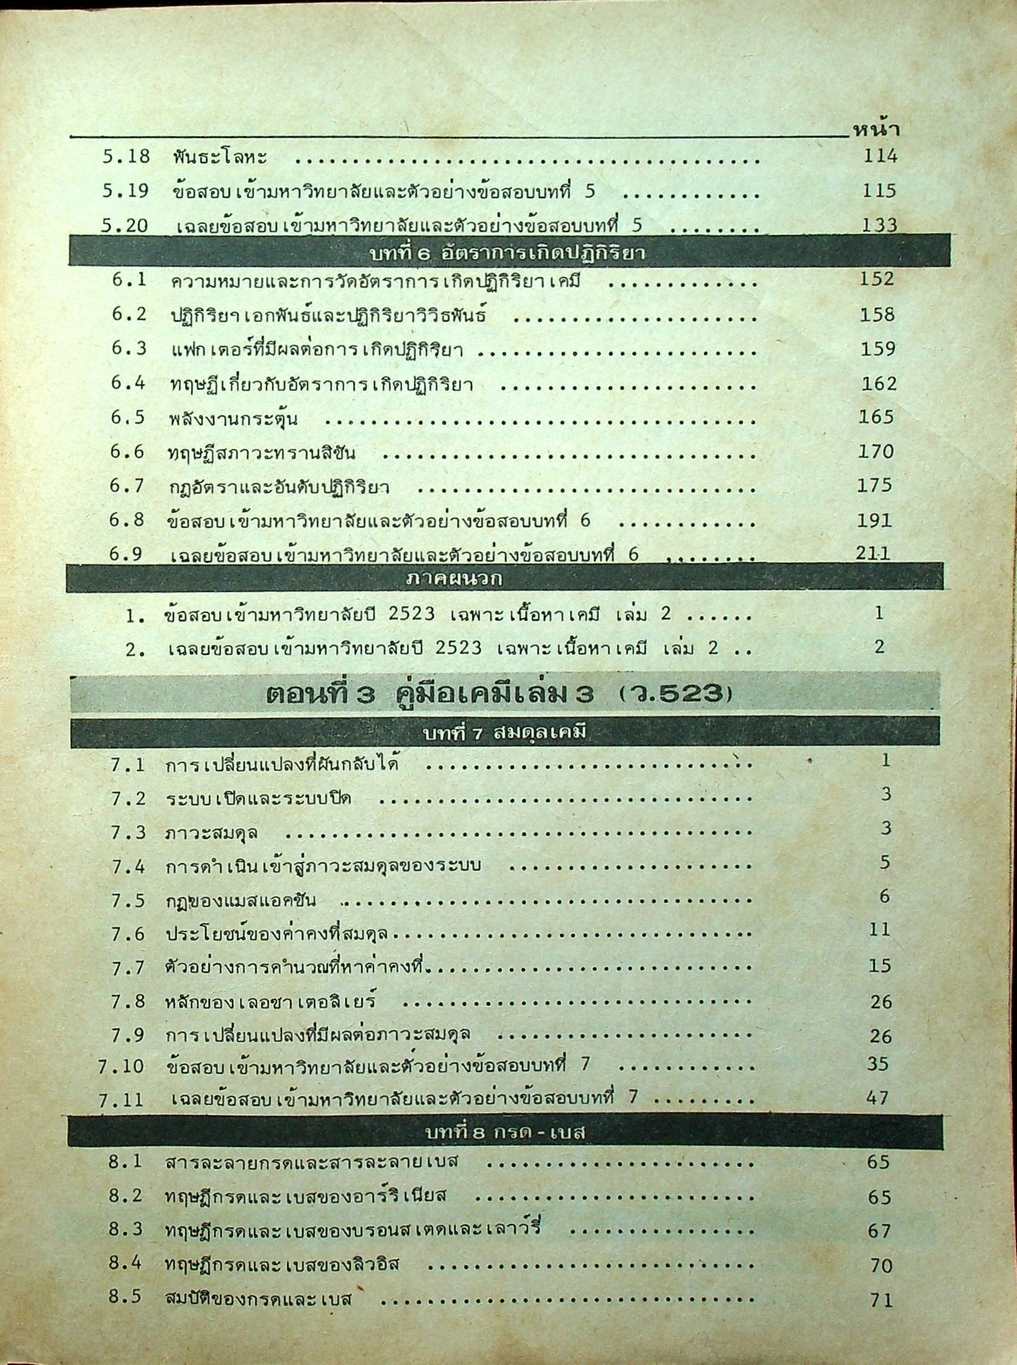 หน้า
5.18 พันธะโลหะ ........................................ 114
5.19 ข้อสอบเข้ามหาวิทยาลัยและตัวอย่างข้อสอบบทที่ 5 ............ 115
5.20 เฉลยข้อสอบเข้ามหาวิทยาลัยและตัวอย่างข้อสอบบทที่ 5 ........ 133
บทที่ 6 อัตราการเกิดปฏิกิริยา
6.1 ความหมายและการวัดอัตราการเกิดปฏิกิริยาเคมี ............. 152
6.2 ปฏิกิริยาเอกพันธ์และปฏิกิริยาวิวิธพันธ์ ..................... 158
6.3 แฟกเตอร์ที่มีผลต่อการเกิดปฏิกิริยา ........................ 159
6.4 ทฤษฎีเกี่ยวกับอัตราการเกิดปฏิกิริยา ...................... 162
6.5 พลังงานกระตุ้น ..................................... 165
6.6 ทฤษฎีสภาวะทรานสิชัน ................................ 170
6.7 กฎอัตราและอันดับปฏิกิริยา ............................. 175
6.8 ข้อสอบเข้ามหาวิทยาลัยและตัวอย่างข้อสอบบทที่ 6 ............ 191
6.9 เฉลยข้อสอบเข้ามหาวิทยาลัยและตัวอย่างข้อสอบบทที่ 6 ........ 211
ภาคผนวก
1. ข้อสอบเข้ามหาวิทยาลัยปี 2523 เฉพาะเนื้อหาเคมี เล่ม 2 ...... 1
2. เฉลยข้อสอบเข้ามหาวิทยาลัยปี 2523 เฉพาะเนื้อหาเคมี เล่ม 2 .. 2
ตอนที่ 3 คู่มือเคมีเล่ม 3 (ว.523)
บทที่ 7 สมดุลเคมี
7.1 การเปลี่ยนแปลงที่ผันกลับได้ ............................ 1
7.2 ระบบเปิดและระบบปิด ................................ 3
7.3 ภาวะสมดุล ........................................ 3
7.4 การดำเนินเข้าสู่ภาวะสมดุลของระบบ ..................... 5
7.5 กฎของแมสแอคชัน ................................... 6
7.6 ประโยชน์ของค่าคงที่สมดุล ............................... 11
7.7 ตัวอย่างการคำนวณที่หาค่าคงที่ ............................ 15
7.8 หลักของเลอชาเตอลิเยร์ .............................. 26
7.9 การเปลี่ยนแปลงที่มีผลต่อภาวะสมดุล ...................... 26
7.10 ข้อสอบเข้ามหาวิทยาลัยและตัวอย่างข้อสอบบทที่ 7 ............ 35
7.11 เฉลยข้อสอบเข้ามหาวิทยาลัยและตัวอย่างข้อสอบบทที่ 7 ......... 47
บทที่ 8 กรด - เบส
8.1 สารละลายกรดและสารละลายเบส ....................... 65
8.2 ทฤษฎีกรดและเบสของอาร์ริเนียส ........................ 65
8.3 ทฤษฎีกรดและเบสของบรอนสเตดและเลาว์รี่ ................ 67
8.4 ทฤษฎีกรดและเบสของลิวอิส ............................ 70
8.5 สมบัติของกรดและเบส ................................ 71